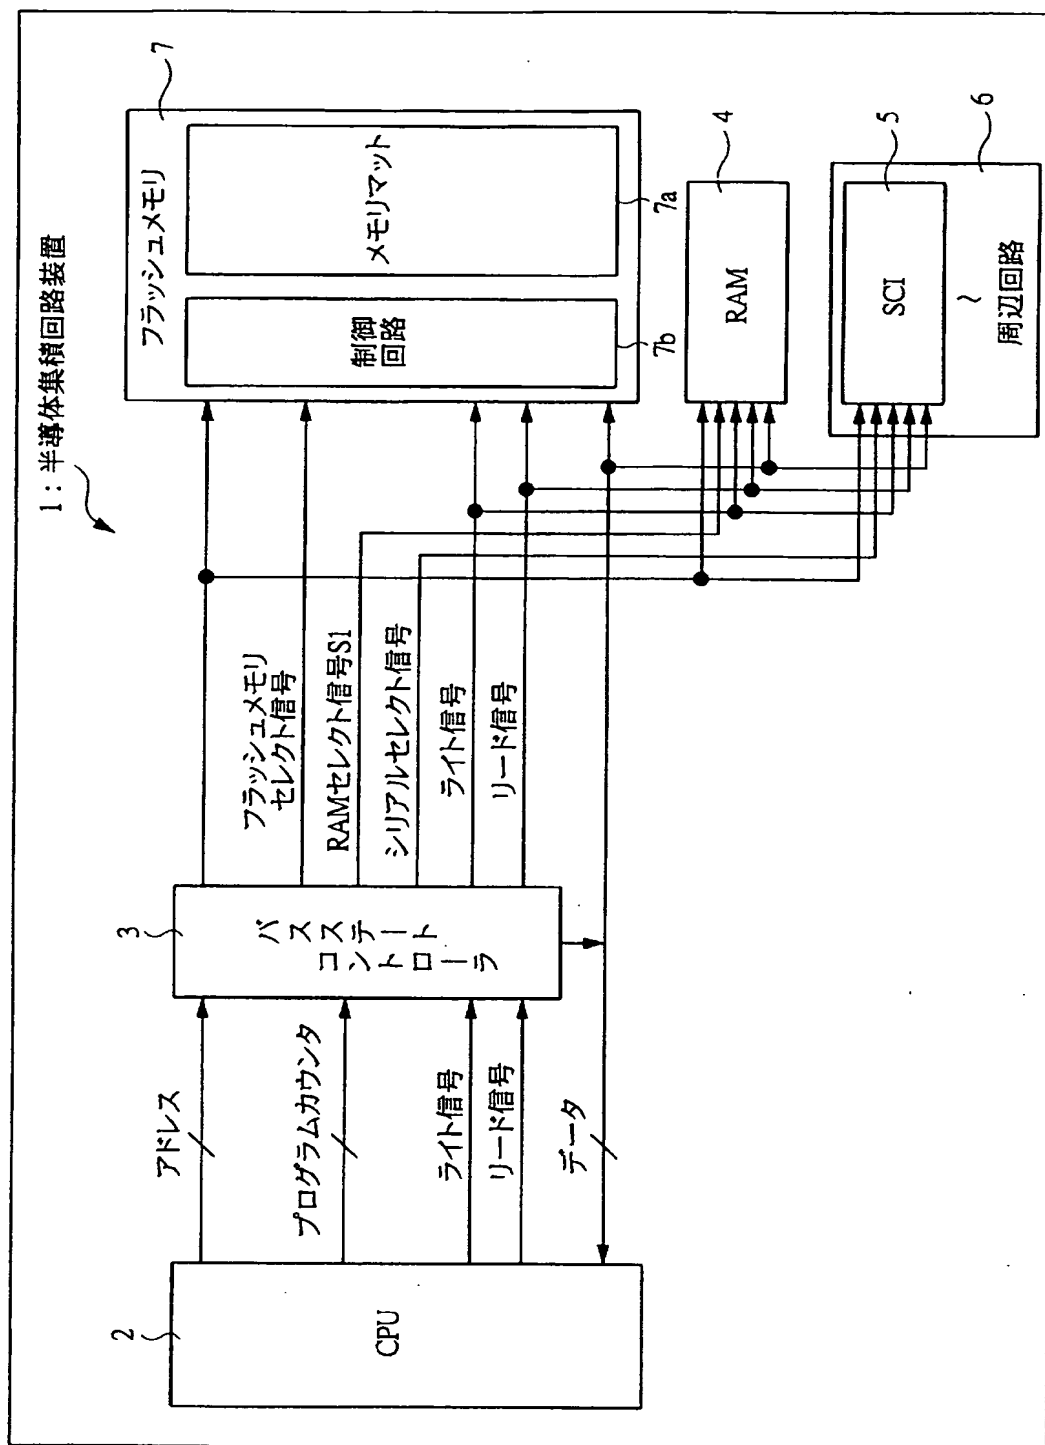 1：半導体集積回路装置
2
CPU
アドレス
プログラムカウンタ
ライト信号
リード信号
データ
3
バスステート
コントローラ
フラッシュメモリ
セレクト信号
RAMセレクト信号S1
シリアルセレクト信号
ライト信号
リード信号
7
フラッシュメモリ
制御
回路
7b
メモリマット
7a
4
RAM
5
SCI
～
周辺回路
6